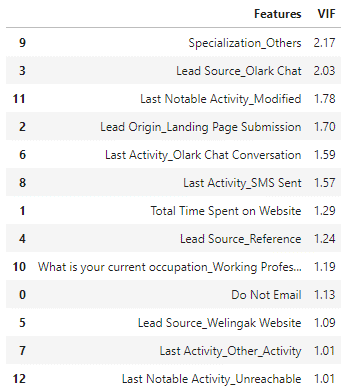 Features VIF
9 Specialization_Others 2.17
3 Lead Source_Olark Chat 2.03
11 Last Notable Activity_Modified 1.78
2 Lead Origin_Landing Page Submission 1.70
6 Last Activity_Olark Chat Conversation 1.59
8 Last Activity_SMS Sent 1.57
1 Total Time Spent on Website 1.29
4 Lead Source_Reference 1.24
10 What is your current occupation_Working Profes... 1.19
0 Do Not Email 1.13
5 Lead Source_Welingak Website 1.09
7 Last Activity_Other_Activity 1.01
12 Last Notable Activity_Unreachable 1.01